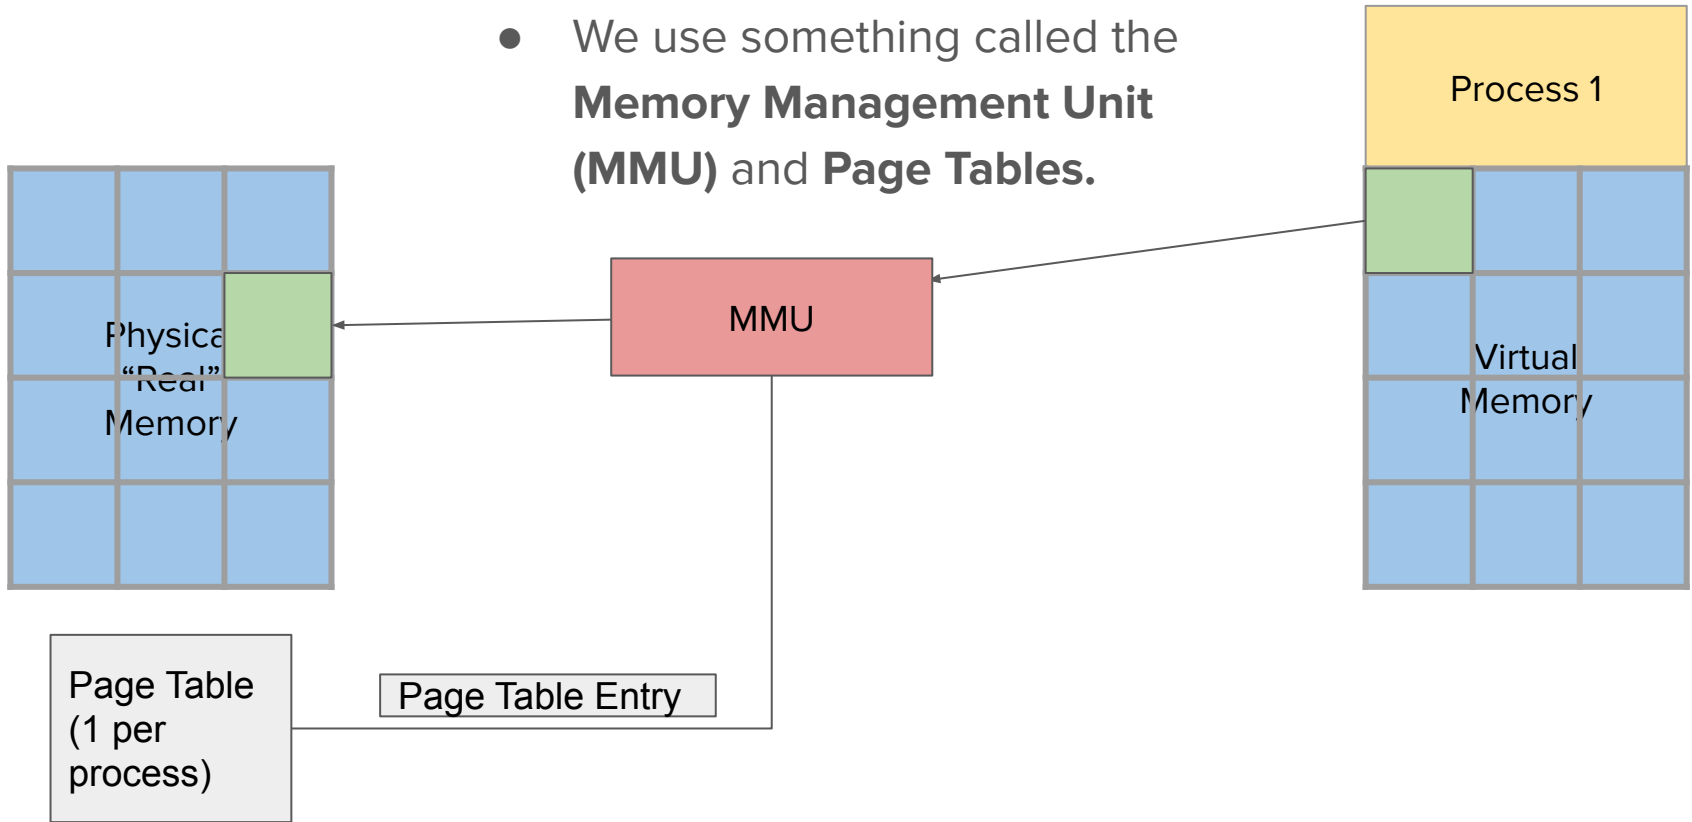 ● We use something called the
Memory Management Unit
(MMU) and Page Tables.
Process 1
MMU
Physica
“Real”
Memory
Virtual
Memory
Page Table
(1 per
process)
Page Table Entry